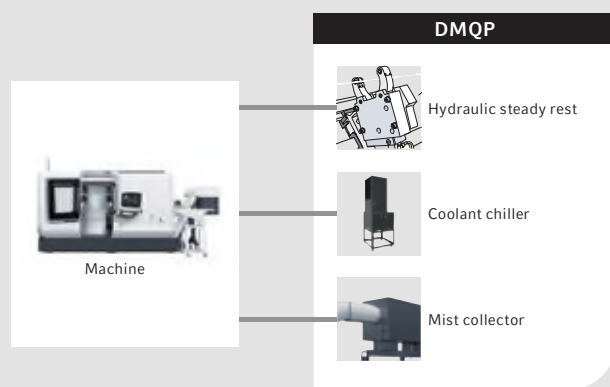 DMQP
Hydraulic steady rest
Coolant chiller
Machine
Mist collector